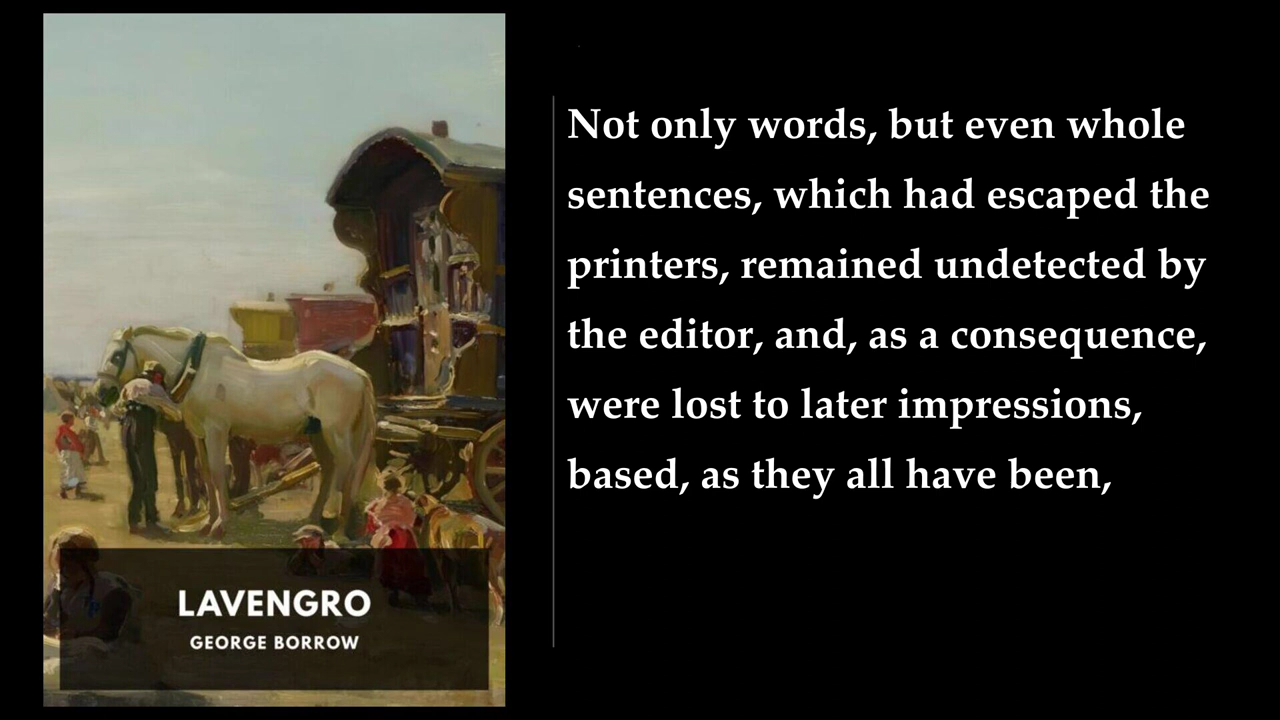 LAVENGRO
GEORGE BORROW
Not only words, but even whole
sentences, which had escaped the
printers, remained undetected by
the editor, and, as a consequence,
were lost to later impressions,
based, as they all have been,